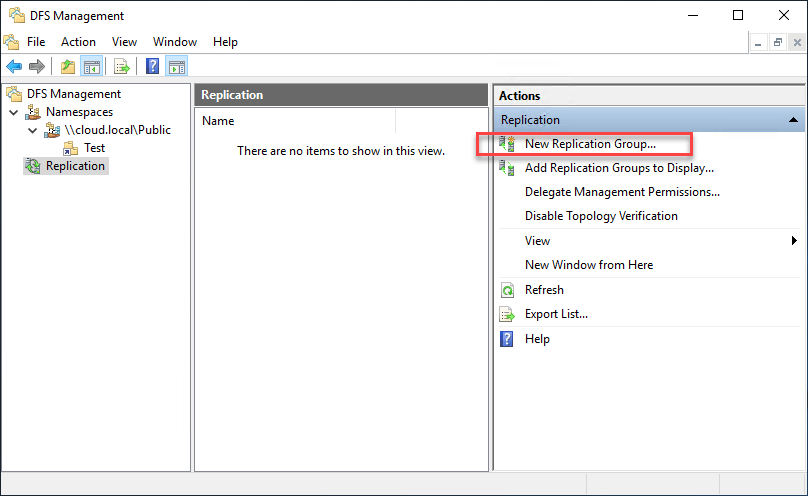 DFS Management
File Action View Window Help
DFS Management
Namespaces
\\cloud.local\Public
Test
Replication
Replication
Name
There are no items to show in this view.
Actions
Replication
New Replication Group...
Add Replication Groups to Display...
Delegate Management Permissions...
Disable Topology Verification
View
New Window from Here
Refresh
Export List...
Help